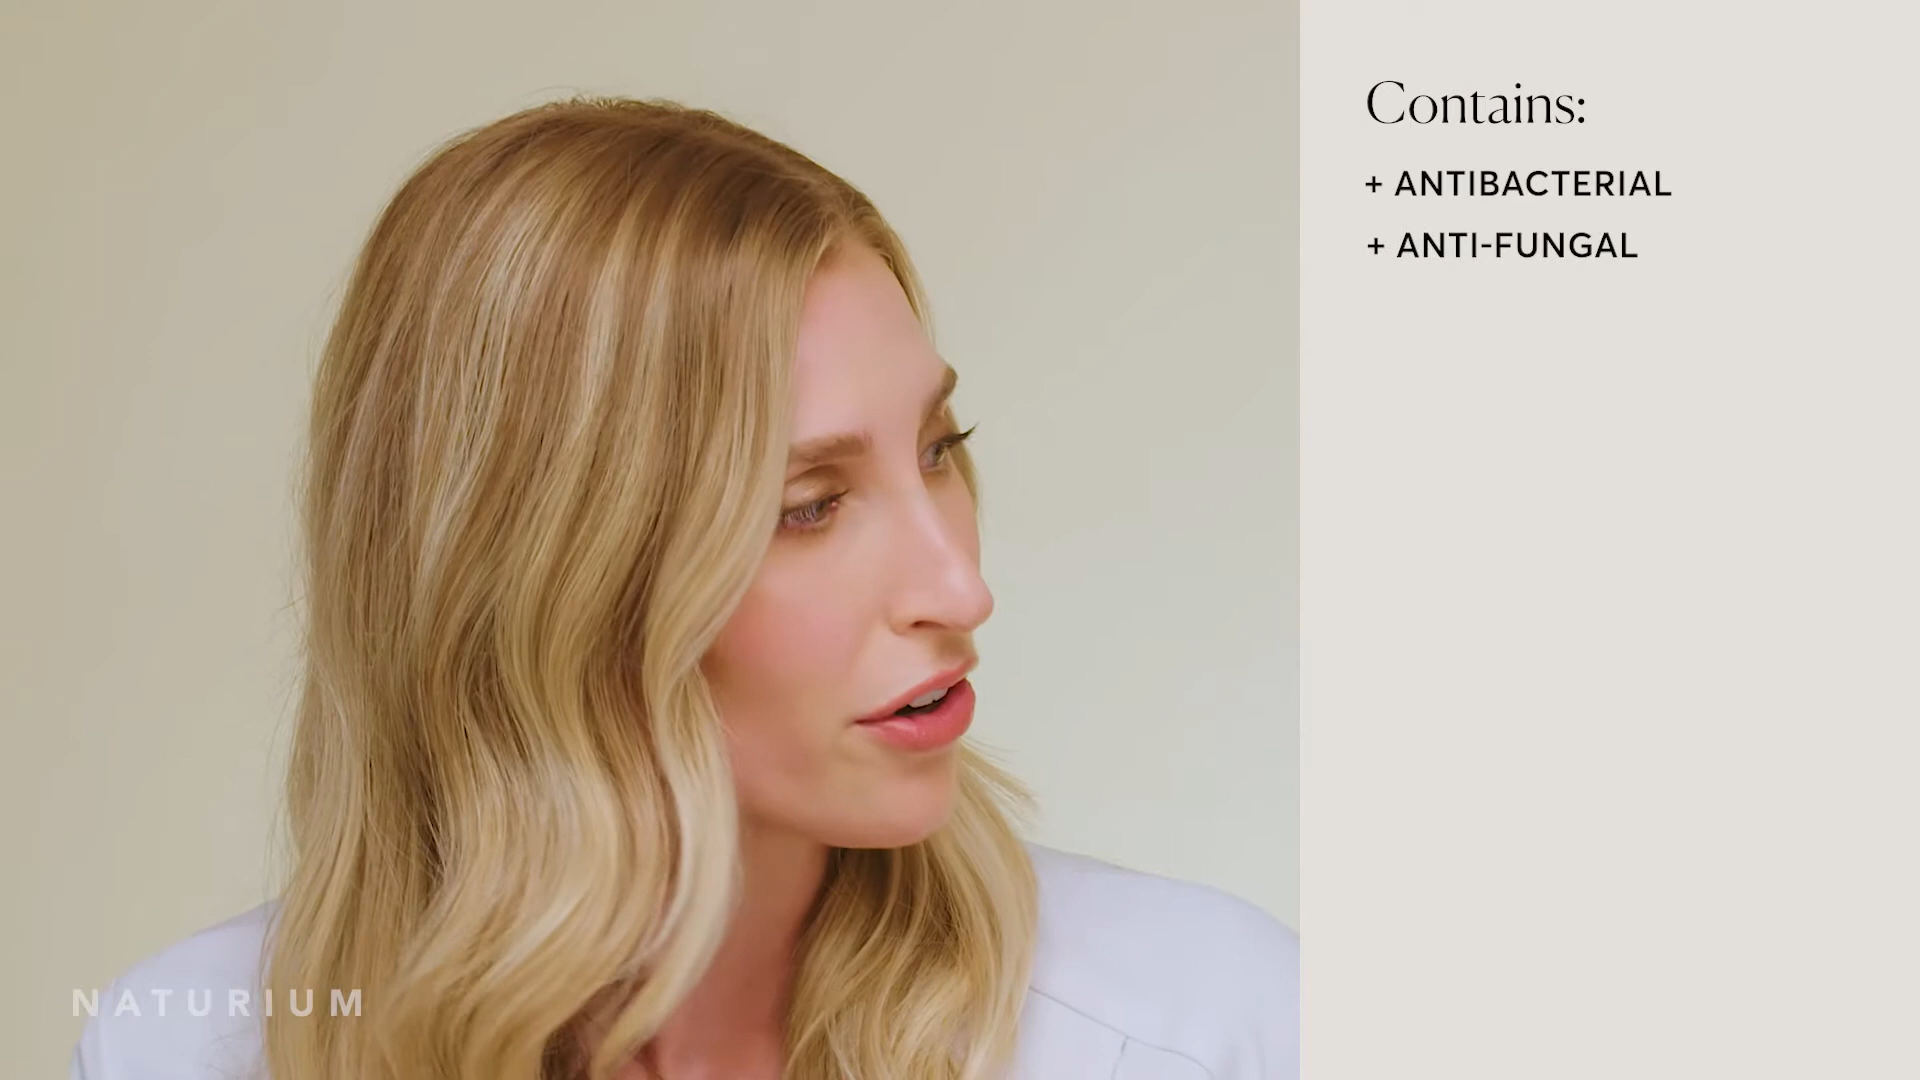 Contains:
+ ANTIBACTERIAL
+ ANTI-FUNGAL
NATURIUM